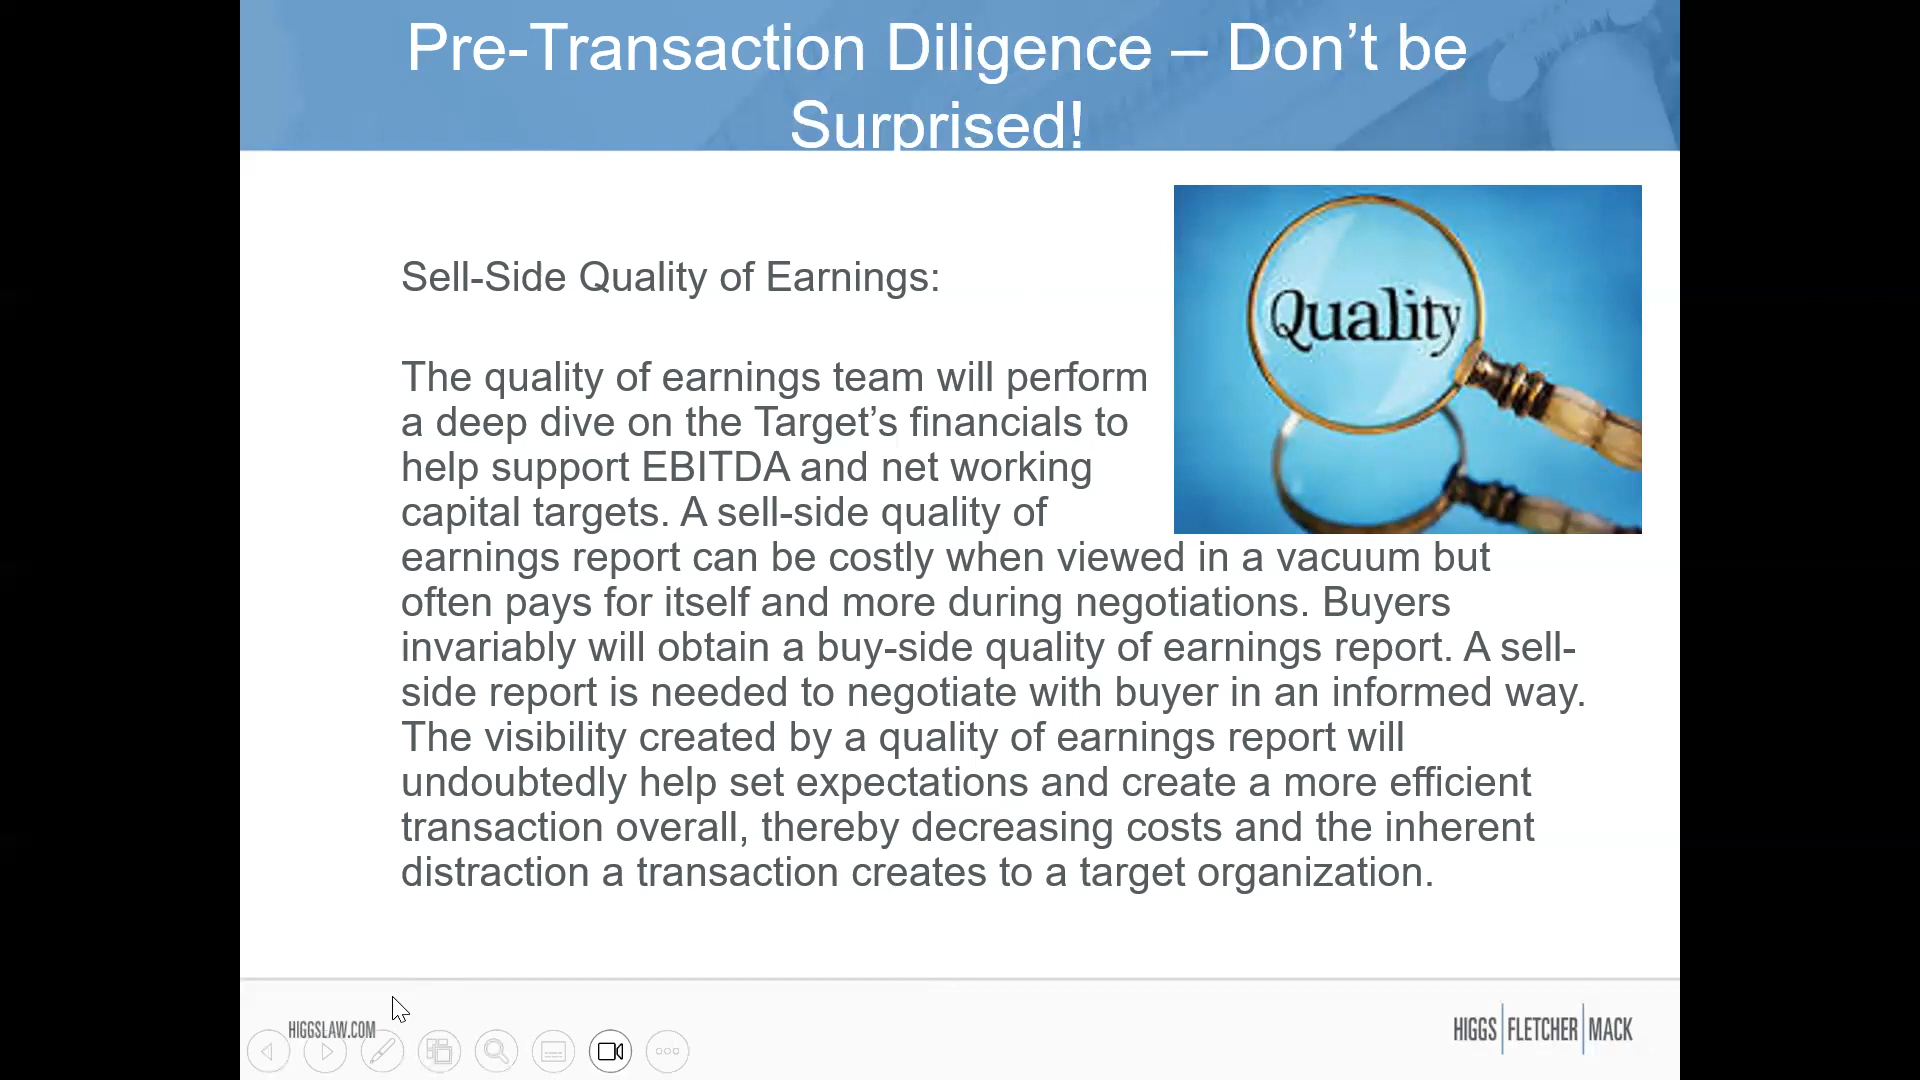 Pre-Transaction Diligence – Don’t be
Surprised!
Quality
Sell-Side Quality of Earnings:
The quality of earnings team will perform
a deep dive on the Target’s financials to
help support EBITDA and net working
capital targets. A sell-side quality of
earnings report can be costly when viewed in a vacuum but
often pays for itself and more during negotiations. Buyers
invariably will obtain a buy-side quality of earnings report. A sell-
side report is needed to negotiate with buyer in an informed way.
The visibility created by a quality of earnings report will
undoubtedly help set expectations and create a more efficient
transaction overall, thereby decreasing costs and the inherent
distraction a transaction creates to a target organization.
HIGGSLAW.COM
HIGGS FLETCHER MACK